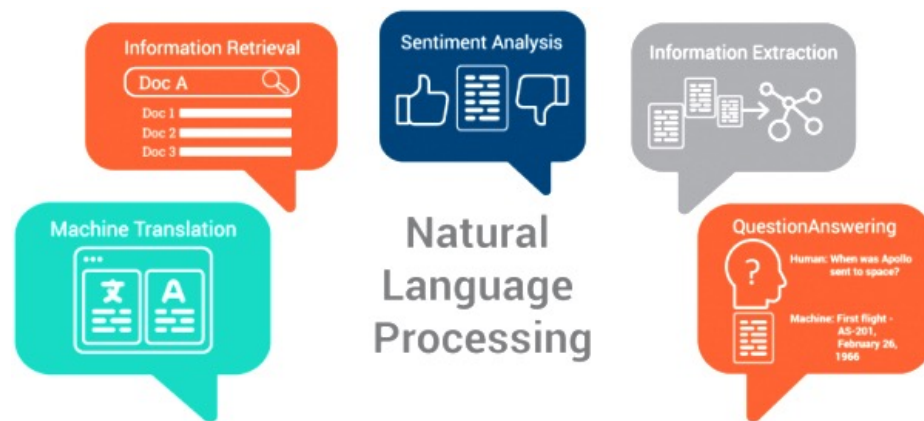 Information Retrieval
Doc A
Doc 1
Doc 2
Doc 3
Sentiment Analysis
Information Extraction
Machine Translation
文 A
Natural
Language
Processing
QuestionAnswering
?
Human: When was Apollo
sent to space?
Machine: First flight -
AS-201,
February 26,
1966